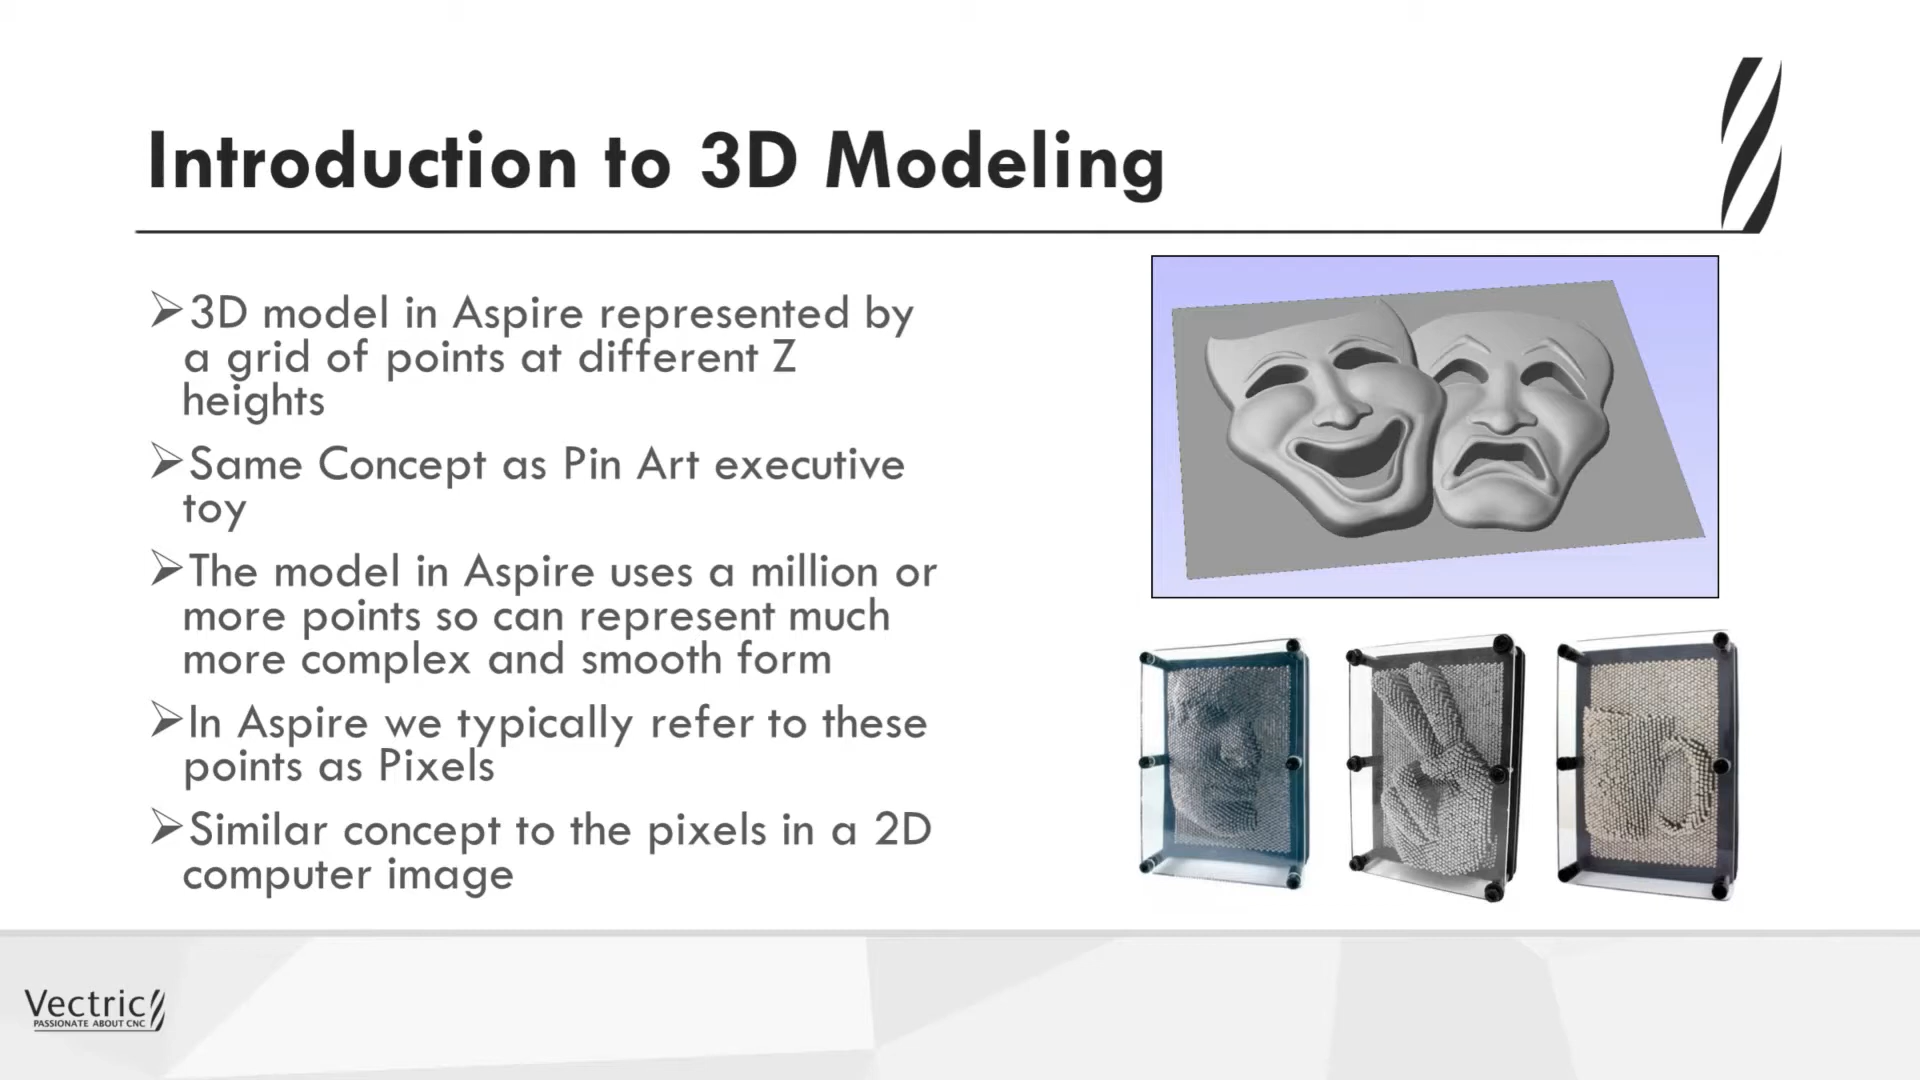 Introduction to 3D Modeling
3D model in Aspire represented by
a grid of points at different Z
heights
Same Concept as Pin Art executive
toy
The model in Aspire uses a million or
more points so can represent much
more complex and smooth form
In Aspire we typically refer to these
points as Pixels
Similar concept to the pixels in a 2D
computer image
Vectric
PASSIONATE ABOUT CNC